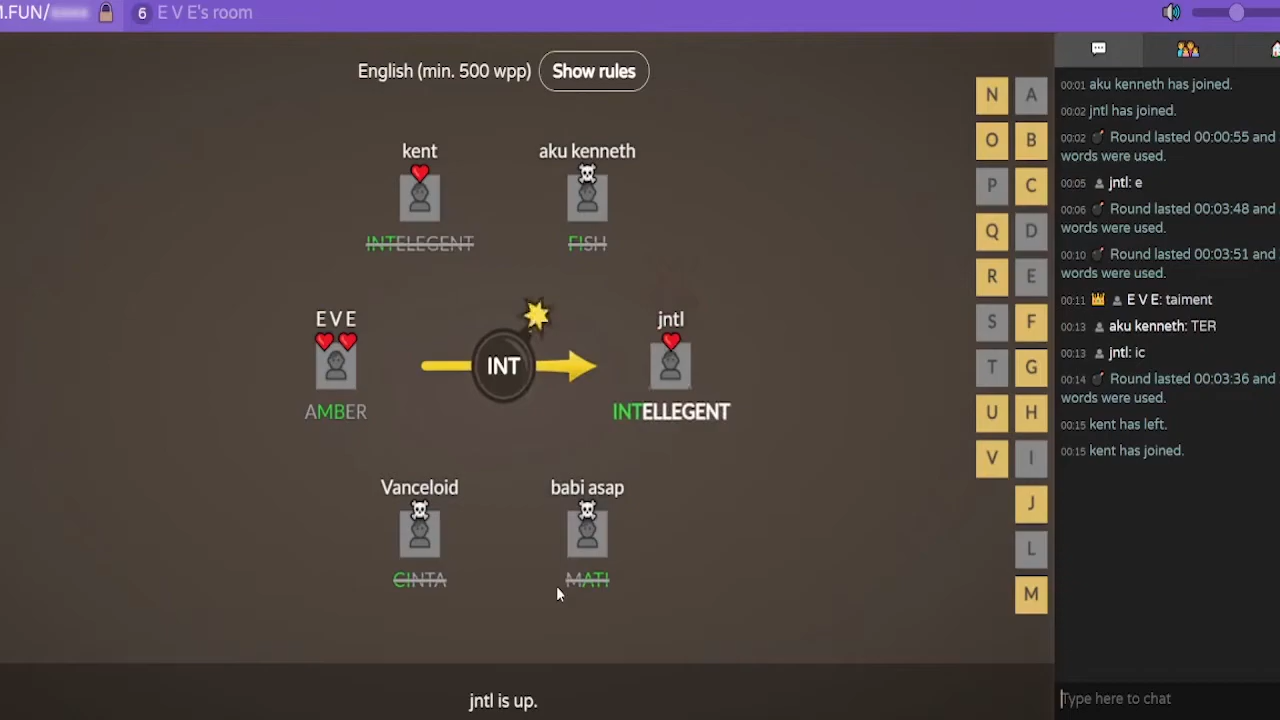 M.FUN/
6 E V E's room
English (min. 500 wpp) Show rules
kent
INTELEGENT
aku kenneth
FISH
E V E
AMBER
INT
jntl
INTELLEGENT
Vanceloid
CINTA
babi asap
MATI
jntl is up.
N A
O B
P C
Q D
R E
S F
T G
U H
V I
J
L
M
00:01 aku kenneth has joined.
00:02 jntl has joined.
00:02 Round lasted 00:00:55 and
words were used.
00:05 jntl: e
00:06 Round lasted 00:03:48 and
words were used.
00:10 Round lasted 00:03:51 and
words were used.
00:11 E V E: taiment
00:13 aku kenneth: TER
00:13 jntl: ic
00:14 Round lasted 00:03:36 and
words were used.
00:15 kent has left.
00:15 kent has joined.
Type here to chat